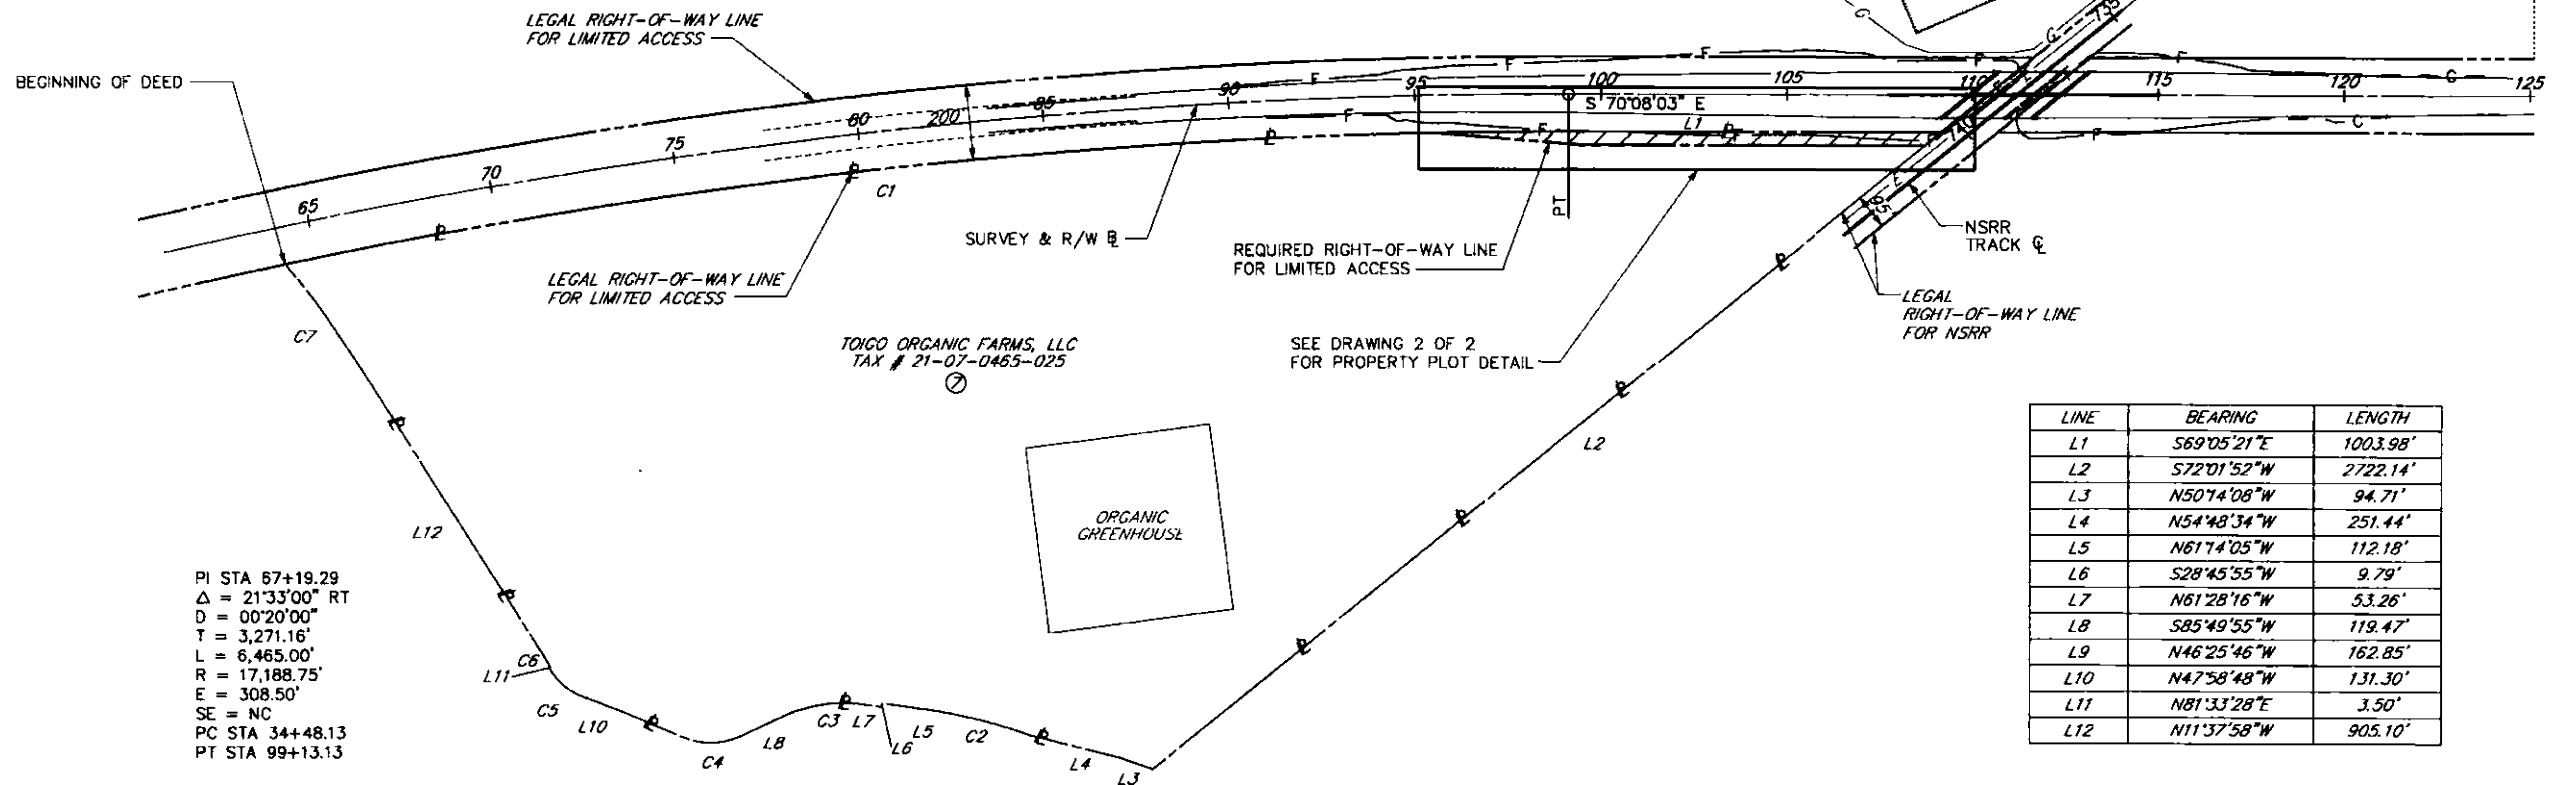 LEGAL RIGHT-OF-WAY LINE
FOR LIMITED ACCESS
BEGINNING OF DEED
65
70
75
80
200
85
90
95
100
105
110
115
120
125
735
740
S 70°08'03" E
L1
PT
95'
C1
SURVEY & R/W BL
REQUIRED RIGHT-OF-WAY LINE
FOR LIMITED ACCESS
NSRR
TRACK CL
LEGAL RIGHT-OF-WAY LINE
FOR LIMITED ACCESS
LEGAL
RIGHT-OF-WAY LINE
FOR NSRR
C7
TOIGO ORGANIC FARMS, LLC
TAX # 21-07-0465-025
7
SEE DRAWING 2 OF 2
FOR PROPERTY PLOT DETAIL
L2
L12
ORGANIC
GREENHOUSE
PI STA 67+19.29
Δ = 21°33'00" RT
D = 00°20'00"
T = 3,271.16'
L = 6,465.00'
R = 17,188.75'
E = 308.50'
SE = NC
PC STA 34+48.13
PT STA 99+13.13
C6
L11
C5
L10
C4
L8
C3
L7
L6
L5
C2
L4
L3
LINE BEARING LENGTH
L1 S69°05'21"E 1003.98'
L2 S72°01'52"W 2722.14'
L3 N50°14'08"W 94.71'
L4 N54°48'34"W 251.44'
L5 N61°14'05"W 112.18'
L6 S28°45'55"W 9.79'
L7 N61°28'16"W 53.26'
L8 S85°49'55"W 119.47'
L9 N46°25'46"W 162.85'
L10 N47°58'48"W 131.30'
L11 N81°33'28"E 3.50'
L12 N11°37'58"W 905.10'